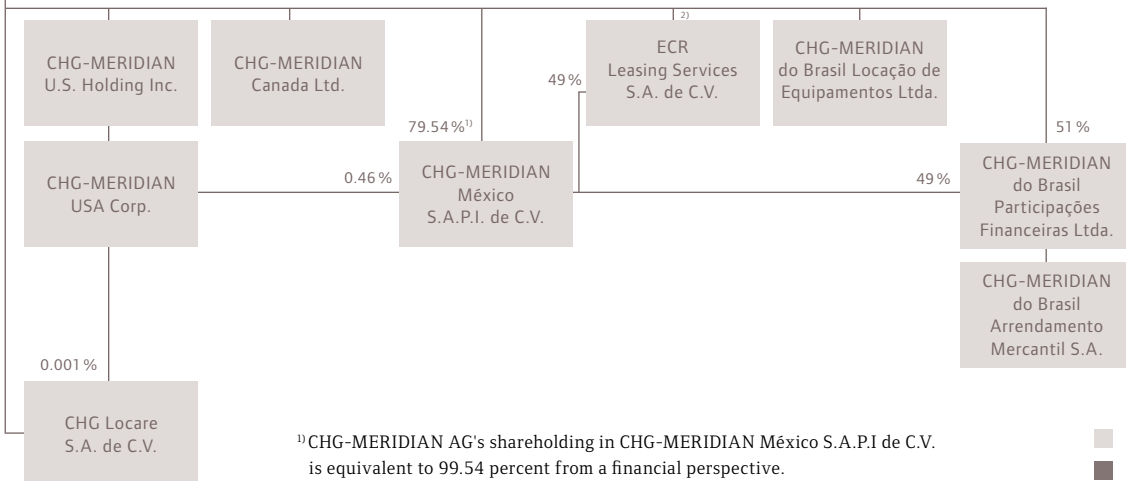 2)
CHG-MERIDIAN
U.S. Holding Inc.
CHG-MERIDIAN
Canada Ltd.
ECR
Leasing Services
S.A. de C.V.
CHG-MERIDIAN
do Brasil Locação de
Equipamentos Ltda.
49 %
79.54 %1)
51 %
CHG-MERIDIAN
USA Corp.
0.46 %
CHG-MERIDIAN
México
S.A.P.I. de C.V.
49 %
CHG-MERIDIAN
do Brasil
Participações
Financeiras Ltda.
CHG-MERIDIAN
do Brasil
Arrendamento
Mercantil S.A.
0.001 %
CHG Locare
S.A. de C.V.
1) CHG-MERIDIAN AG's shareholding in CHG-MERIDIAN México S.A.P.I de C.V.
is equivalent to 99.54 percent from a financial perspective.